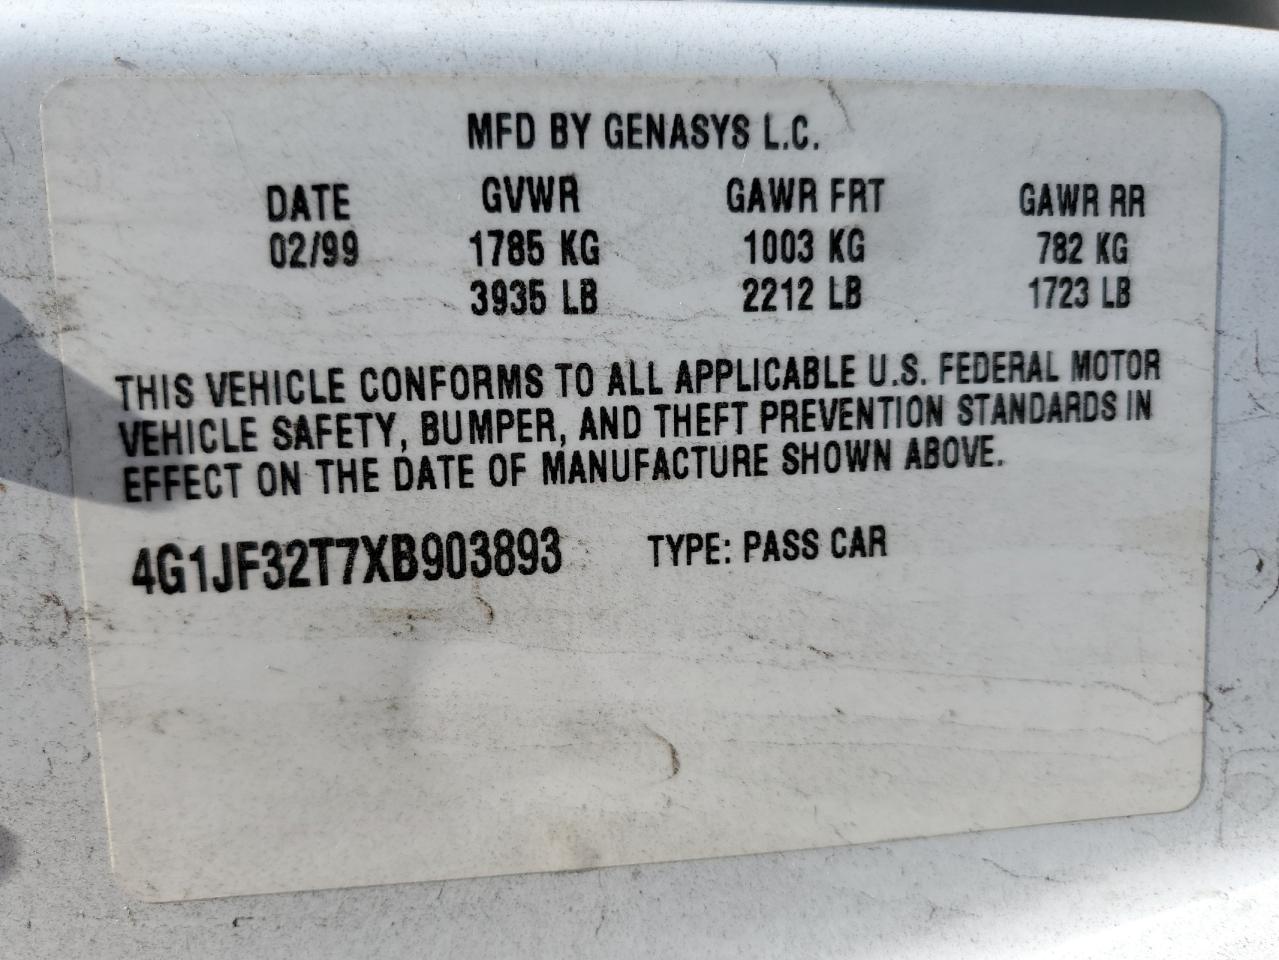 MFD BY GENASYS L.C.
DATE GVWR GAWR FRT GAWR RR
02/99 1785 KG 1003 KG 782 KG
3935 LB 2212 LB 1723 LB
THIS VEHICLE CONFORMS TO ALL APPLICABLE U.S. FEDERAL MOTOR
VEHICLE SAFETY, BUMPER, AND THEFT PREVENTION STANDARDS IN
EFFECT ON THE DATE OF MANUFACTURE SHOWN ABOVE.
4G1JF32T7XB903893 TYPE: PASS CAR